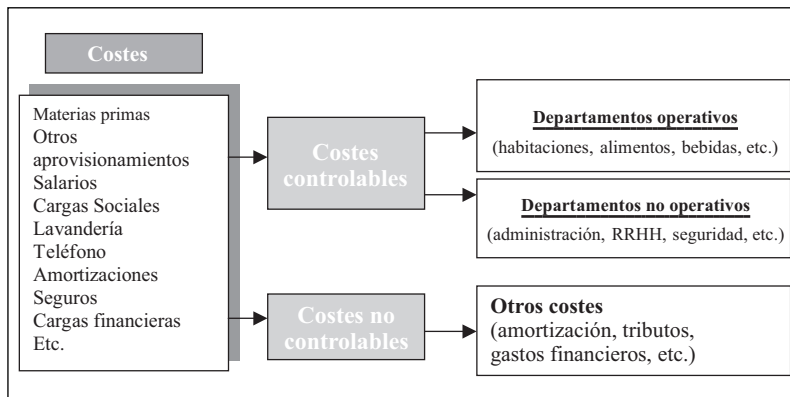 Costes
Materias primas
Otros
aprovisionamientos
Salarios
Cargas Sociales
Lavandería
Teléfono
Amortizaciones
Seguros
Cargas financieras
Etc.
Costes
controlables
Costes no
controlables
Departamentos operativos
(habitaciones, alimentos, bebidas, etc.)
Departamentos no operativos
(administración, RRHH, seguridad, etc.)
Otros costes
(amortización, tributos,
gastos financieros, etc.)